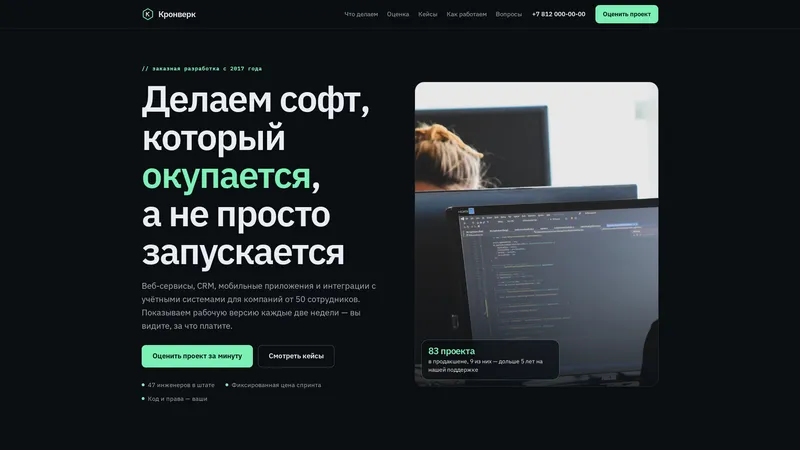 Кронверк
Что делаем
Оценка
Кейсы
Как работаем
Вопросы
+7 812 000-00-00
Оценить проект
// заказная разработка с 2017 года
Делаем софт,
который
окупается,
а не просто
запускается
Веб-сервисы, CRM, мобильные приложения и интеграции с
учётными системами для компаний от 50 сотрудников.
Показываем рабочую версию каждые две недели — вы
видите, за что платите.
Оценить проект за минуту
Смотреть кейсы
47 инженеров в штате
Фиксированная цена спринта
Код и права — ваши
83 проекта
в продакшене, 9 из них — дольше 5 лет на
нашей поддержке